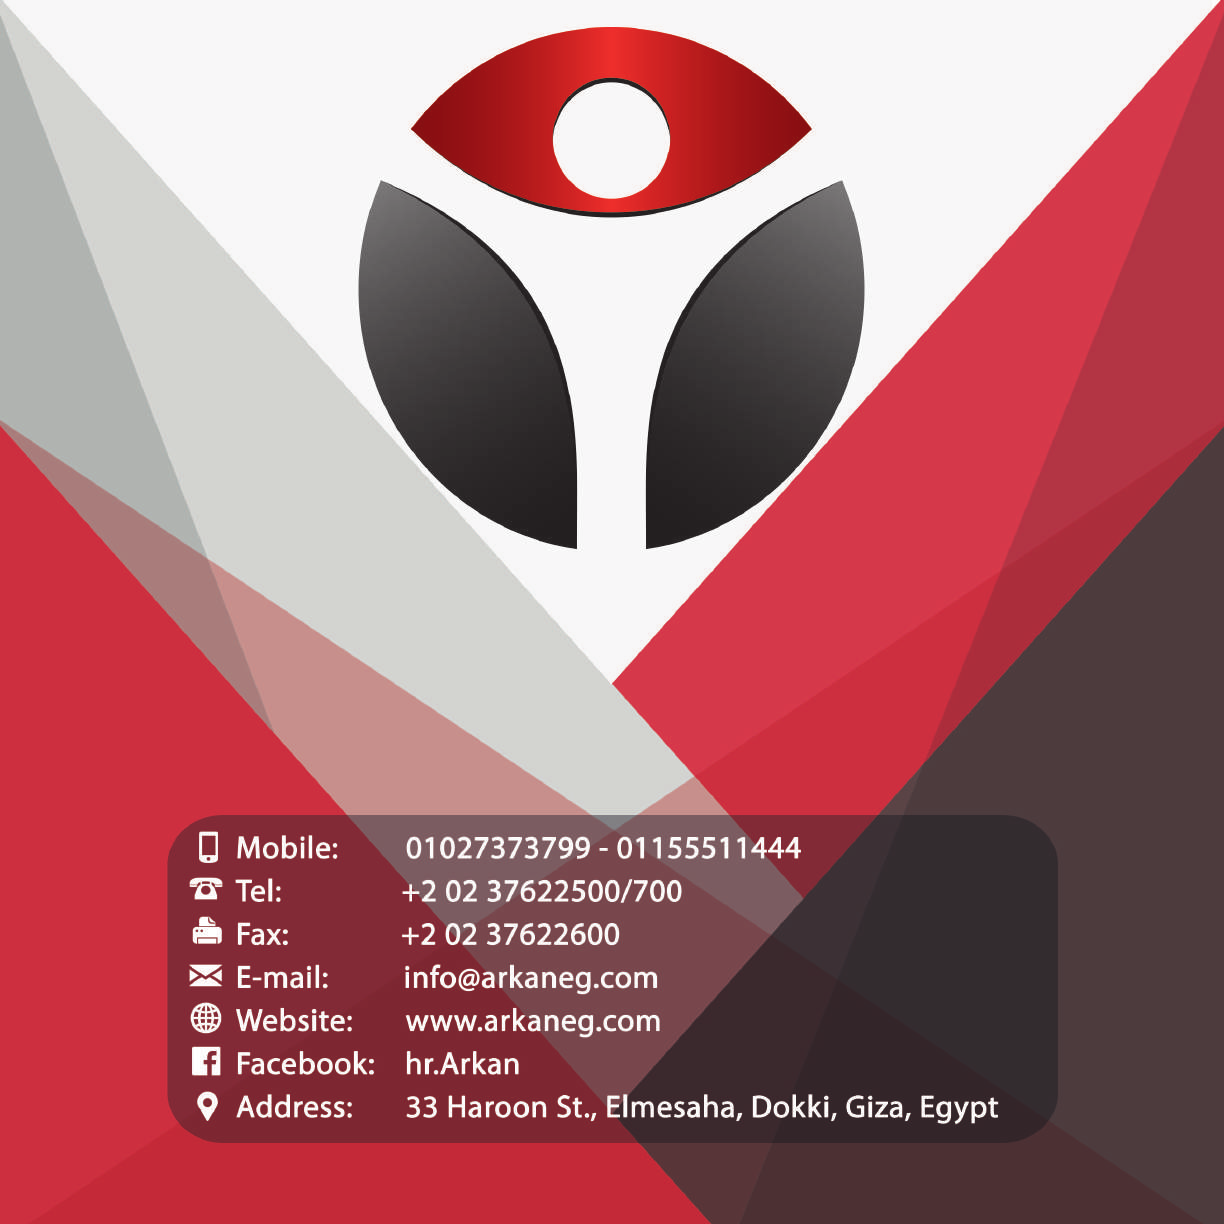 Mobile: 01027373799 - 01155511444
Tel: +2 02 37622500/700
Fax: +2 02 37622600
E-mail: info@arkaneg.com
Website: www.arkaneg.com
Facebook: hr.Arkan
Address: 33 Haroon St., Elmesaha, Dokki, Giza, Egypt